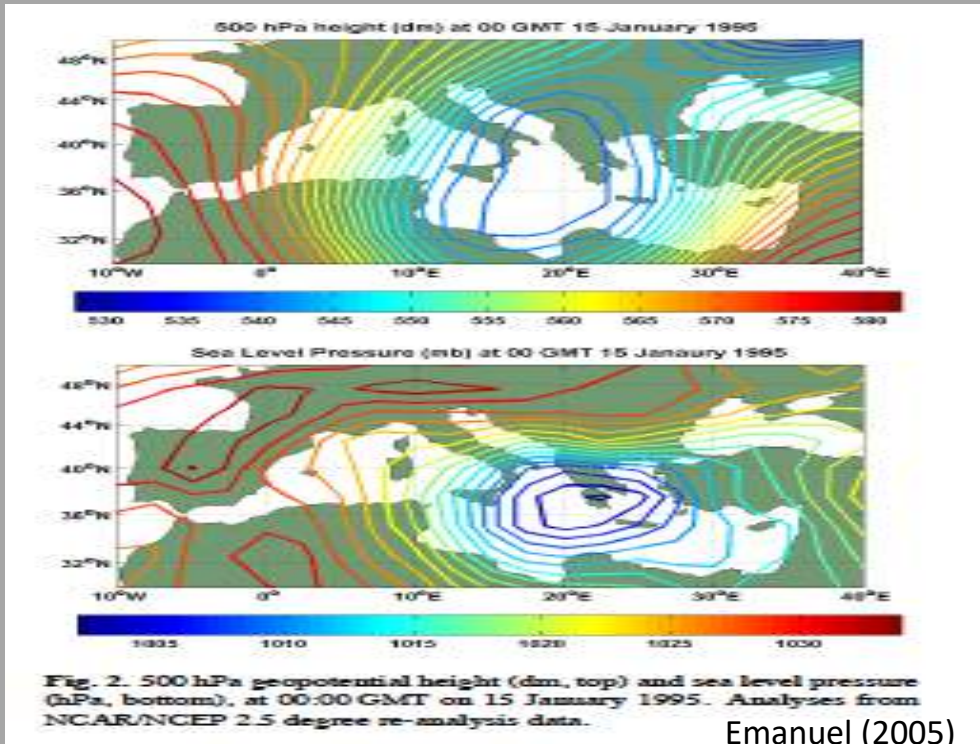 500 hPa height (dm) at 00 GMT 15 January 1995
48°N
44°N
40°N
36°N
32°N
10°W 0° 10°E 20°E 30°E 40°E
530 535 540 545 550 555 560 565 570 575 580
Sea Level Pressure (mb) at 00 GMT 15 Janaury 1995
48°N
44°N
40°N
36°N
32°N
10°W 0° 10°E 20°E 30°E 40°E
1005 1010 1015 1020 1025 1030
Fig. 2. 500 hPa geopotential height (dm, top) and sea level pressure
(hPa, bottom), at 00:00 GMT on 15 January 1995. Analyses from
NCAR/NCEP 2.5 degree re-analysis data.
Emanuel (2005)